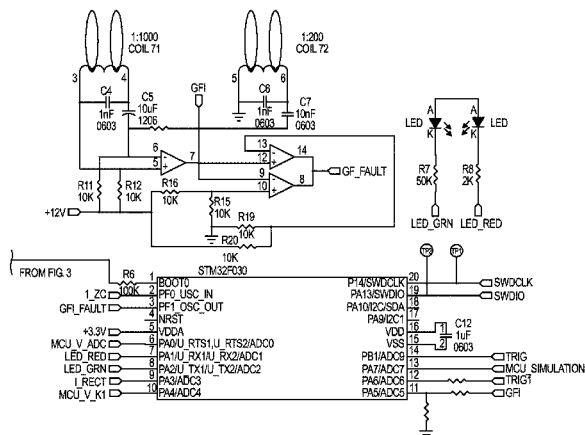 1:1000
COIL 71
1:200
COIL 72
3
4
5
6
C4
1nF
0603
C5
10uF
1206
GFI
C6
1nF
0603
C7
10nF
0603
A
K
LED
A
K
LED
R7
50K
R8
2K
LED_GRN
LED_RED
6
5
7
-
+
13
12
14
-
+
9
10
8
-
+
GF_FAULT
R11
10K
R12
10K
R16
10K
R15
10K
+12V
R19
10K
R20
10K
FROM FIG. 3
R6
100K
STM32F030
1_ZC
GFI_FAULT
+3.3V
MCU_V_ADC
LED_RED
LED_GRN
I_RECT
MCU_V_K1
1 BOOT0
2 PF0_OSC_IN
3 PF1_OSC_OUT
4 NRST
5 VDDA
6 PA0/U_RTS1,U_RTS2/ADC0
7 PA1/U_RX1/U_RX2/ADC1
8 PA2/U_TX1/U_TX2/ADC2
9 PA3/ADC3
10 PA4/ADC4
P14/SWDCLK 20
PA13/SWDIO 19
PA10/I2C/SDA 18
PA9/I2C1 17
VDD 16
VSS 15
PB1/ADC9 14
PA7/ADC7 13
PA6/ADC6 12
PA5/ADC5 11
TP2
TP1
SWDCLK
SWDIO
1
2
C12
1uF
0603
TRIG
MCU_SIMULATION
TRIG1
GFI